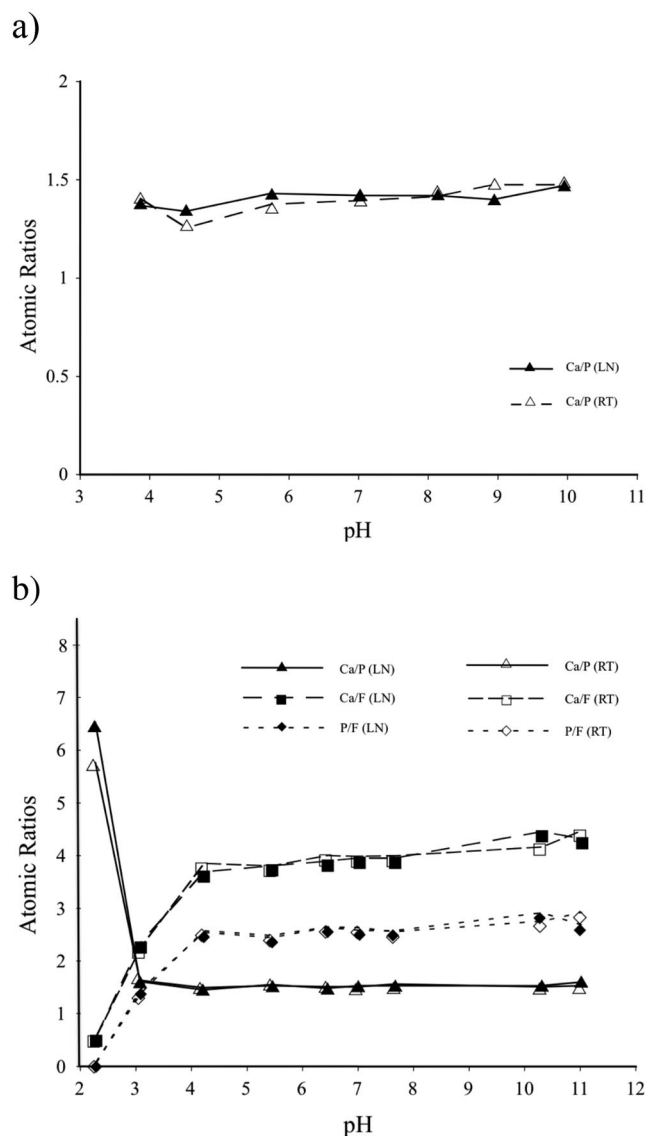 a)
2
1.5
1
0.5
0
Atomic Ratios
Ca/P (LN)
Ca/P (RT)
3 4 5 6 7 8 9 10 11
pH
b)
8
7
6
5
4
3
2
1
0
Atomic Ratios
Ca/P (LN) Ca/P (RT)
Ca/F (LN) Ca/F (RT)
P/F (LN) P/F (RT)
2 3 4 5 6 7 8 9 10 11 12
pH